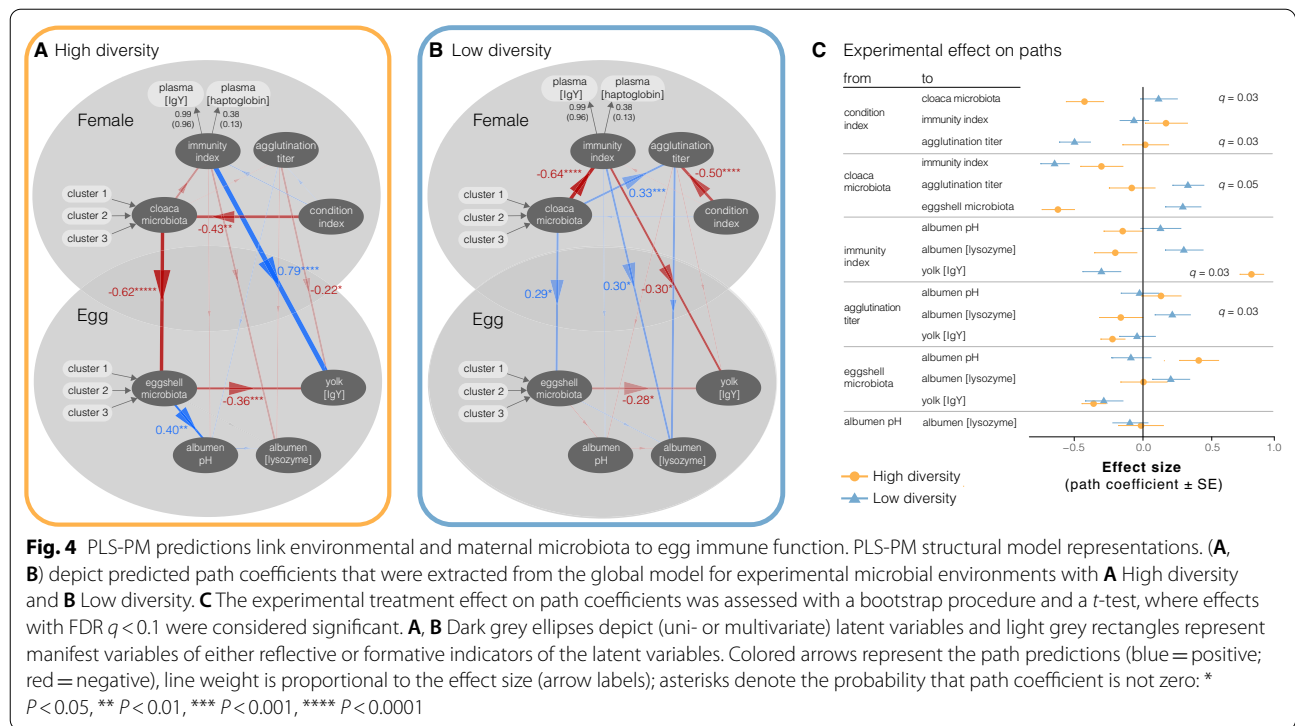 A High diversity
plasma
[IgY]
plasma
[haptoglobin]
0.99
(0.96)
0.38
(0.13)
Female
immunity
index
agglutination
titer
cluster 1
cluster 2
cluster 3
cloaca
microbiota
condition
index
-0.43**
0.79****
-0.62*****
-0.22*
Egg
cluster 1
cluster 2
cluster 3
eggshell
microbiota
yolk
[IgY]
-0.36***
0.40**
albumen
pH
albumen
[lysozyme]
B Low diversity
plasma
[IgY]
plasma
[haptoglobin]
0.99
(0.96)
0.38
(0.13)
Female
immunity
index
agglutination
titer
-0.64****
0.33***
-0.50****
cluster 1
cluster 2
cluster 3
cloaca
microbiota
condition
index
0.29*
0.30*
-0.30*
Egg
cluster 1
cluster 2
cluster 3
eggshell
microbiota
yolk
[IgY]
-0.28*
albumen
pH
albumen
[lysozyme]
C Experimental effect on paths
from to
condition
index
cloaca microbiota q = 0.03
immunity index
agglutination titer q = 0.03
cloaca
microbiota
immunity index
agglutination titer q = 0.05
eggshell microbiota
immunity
index
albumen pH
albumen [lysozyme]
yolk [IgY] q = 0.03
agglutination
titer
albumen pH
albumen [lysozyme] q = 0.03
yolk [IgY]
eggshell
microbiota
albumen pH
albumen [lysozyme]
yolk [IgY]
albumen pH albumen [lysozyme]
−0.5 0.0 0.5 1.0
Effect size
(path coefficient ± SE)
High diversity
Low diversity
Fig. 4 PLS-PM predictions link environmental and maternal microbiota to egg immune function. PLS-PM structural model representations. (A,
B) depict predicted path coefficients that were extracted from the global model for experimental microbial environments with A High diversity
and B Low diversity. C The experimental treatment effect on path coefficients was assessed with a bootstrap procedure and a t-test, where effects
with FDR q < 0.1 were considered significant. A, B Dark grey ellipses depict (uni- or multivariate) latent variables and light grey rectangles represent
manifest variables of either reflective or formative indicators of the latent variables. Colored arrows represent the path predictions (blue = positive;
red = negative), line weight is proportional to the effect size (arrow labels); asterisks denote the probability that path coefficient is not zero: *
P < 0.05, ** P < 0.01, *** P < 0.001, **** P < 0.0001